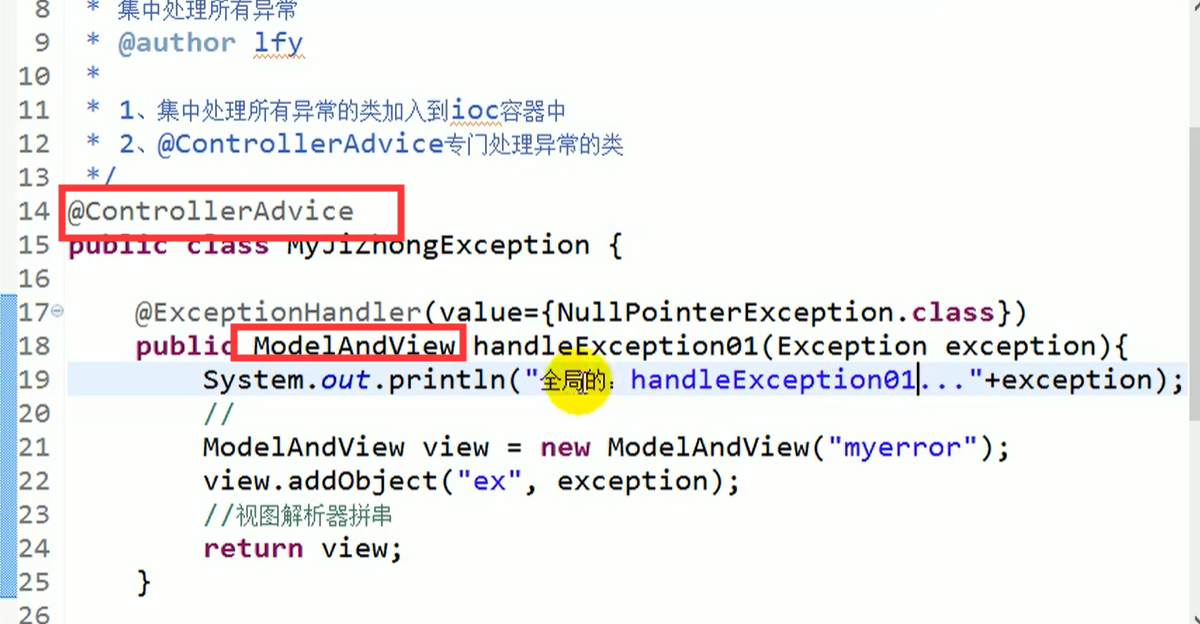 8 * 集中处理所有异常
9 * @author lfy
10 *
11 * 1、集中处理所有异常的类加入到ioc容器中
12 * 2、@ControllerAdvice专门处理异常的类
13 */
14 @ControllerAdvice
15 public class MyJiZhongException {
16
17 @ExceptionHandler(value={NullPointerException.class})
18 public ModelAndView handleException01(Exception exception){
19 System.out.println("全局的：handleException01..."+exception);
20 //
21 ModelAndView view = new ModelAndView("myerror");
22 view.addObject("ex", exception);
23 //视图解析器拼串
24 return view;
25 }
26